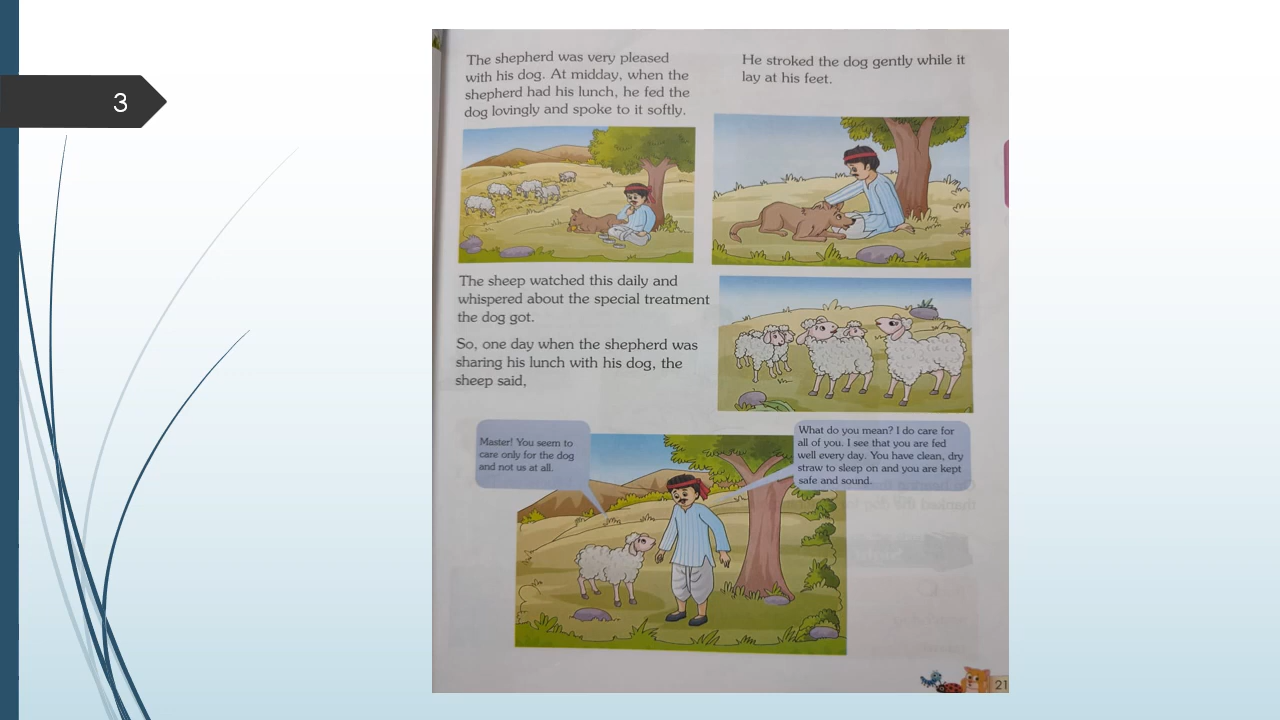 3
The shepherd was very pleased
with his dog. At midday, when the
shepherd had his lunch, he fed the
dog lovingly and spoke to it softly.
He stroked the dog gently while it
lay at his feet.
The sheep watched this daily and
whispered about the special treatment
the dog got.
So, one day when the shepherd was
sharing his lunch with his dog, the
sheep said,
Master! You seem to
care only for the dog
and not us at all.
What do you mean? I do care for
all of you. I see that you are fed
well every day. You have clean, dry
straw to sleep on and you are kept
safe and sound.
21